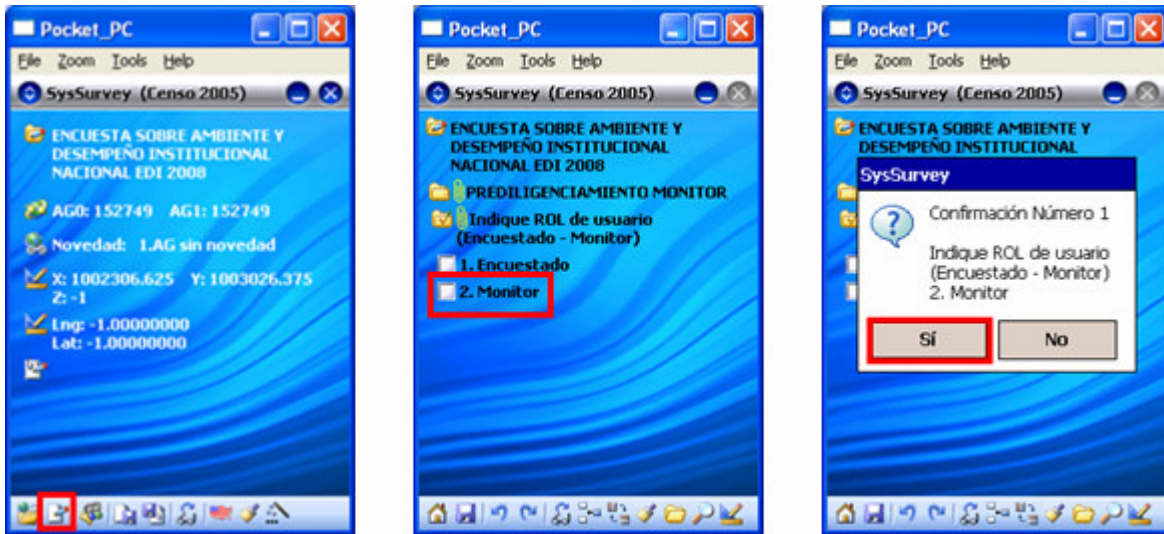 Pocket_PC
File Zoom Tools Help
SysSurvey (Censo 2005)
ENCUESTA SOBRE AMBIENTE Y
DESEMPEÑO INSTITUCIONAL
NACIONAL EDI 2008
AG0: 152749 AG1: 152749
Novedad: 1.AG sin novedad
X: 1002306.625 Y: 1003026.375
Z: -1
Lng: -1.00000000
Lat: -1.00000000
Pocket_PC
File Zoom Tools Help
SysSurvey (Censo 2005)
ENCUESTA SOBRE AMBIENTE Y
DESEMPEÑO INSTITUCIONAL
NACIONAL EDI 2008
PREDILIGENCIAMIENTO MONITOR
Indique ROL de usuario
(Encuestado - Monitor)
1. Encuestado
2. Monitor
Pocket_PC
File Zoom Tools Help
SysSurvey (Censo 2005)
ENCUESTA SOBRE AMBIENTE Y
DESEMPEÑO INSTITUCIONAL
SysSurvey
Confirmación Número 1
Indique ROL de usuario
(Encuestado - Monitor)
2. Monitor
Sí No